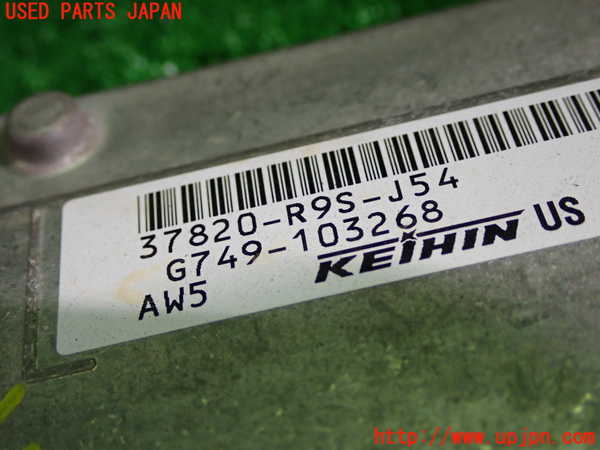 USED PARTS JAPAN
37820-R9S-J54
G749-103268
AW5 KEIHIN US
http://www.upjpn.com/